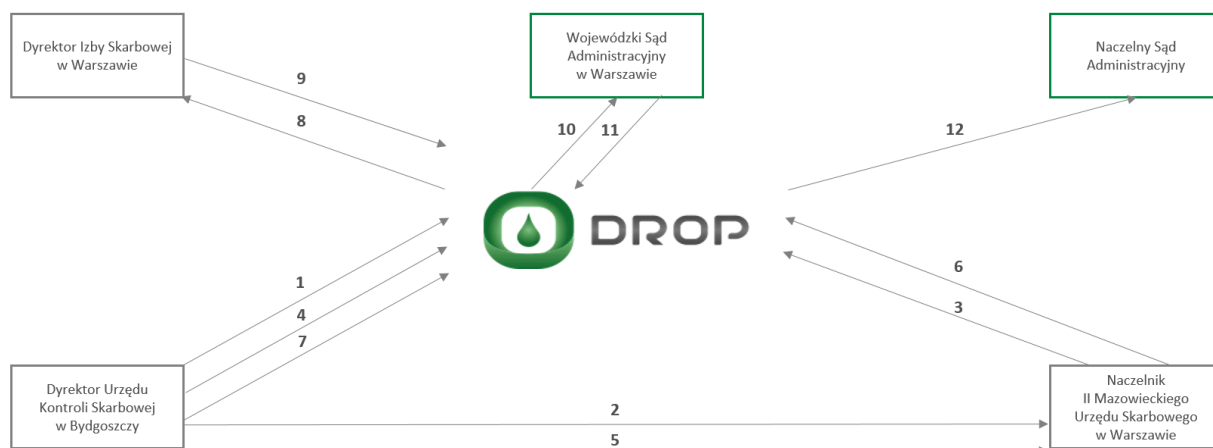 Dyrektor Izby Skarbowej
w Warszawie
Wojewódzki Sąd
Administracyjny
w Warszawie
Naczelny Sąd
Administracyjny
9
8
10
11
12
DROP
1
4
7
6
3
Dyrektor Urzędu
Kontroli Skarbowej
w Bydgoszczy
2
5
Naczelnik
II Mazowieckiego
Urzędu Skarbowego
w Warszawie